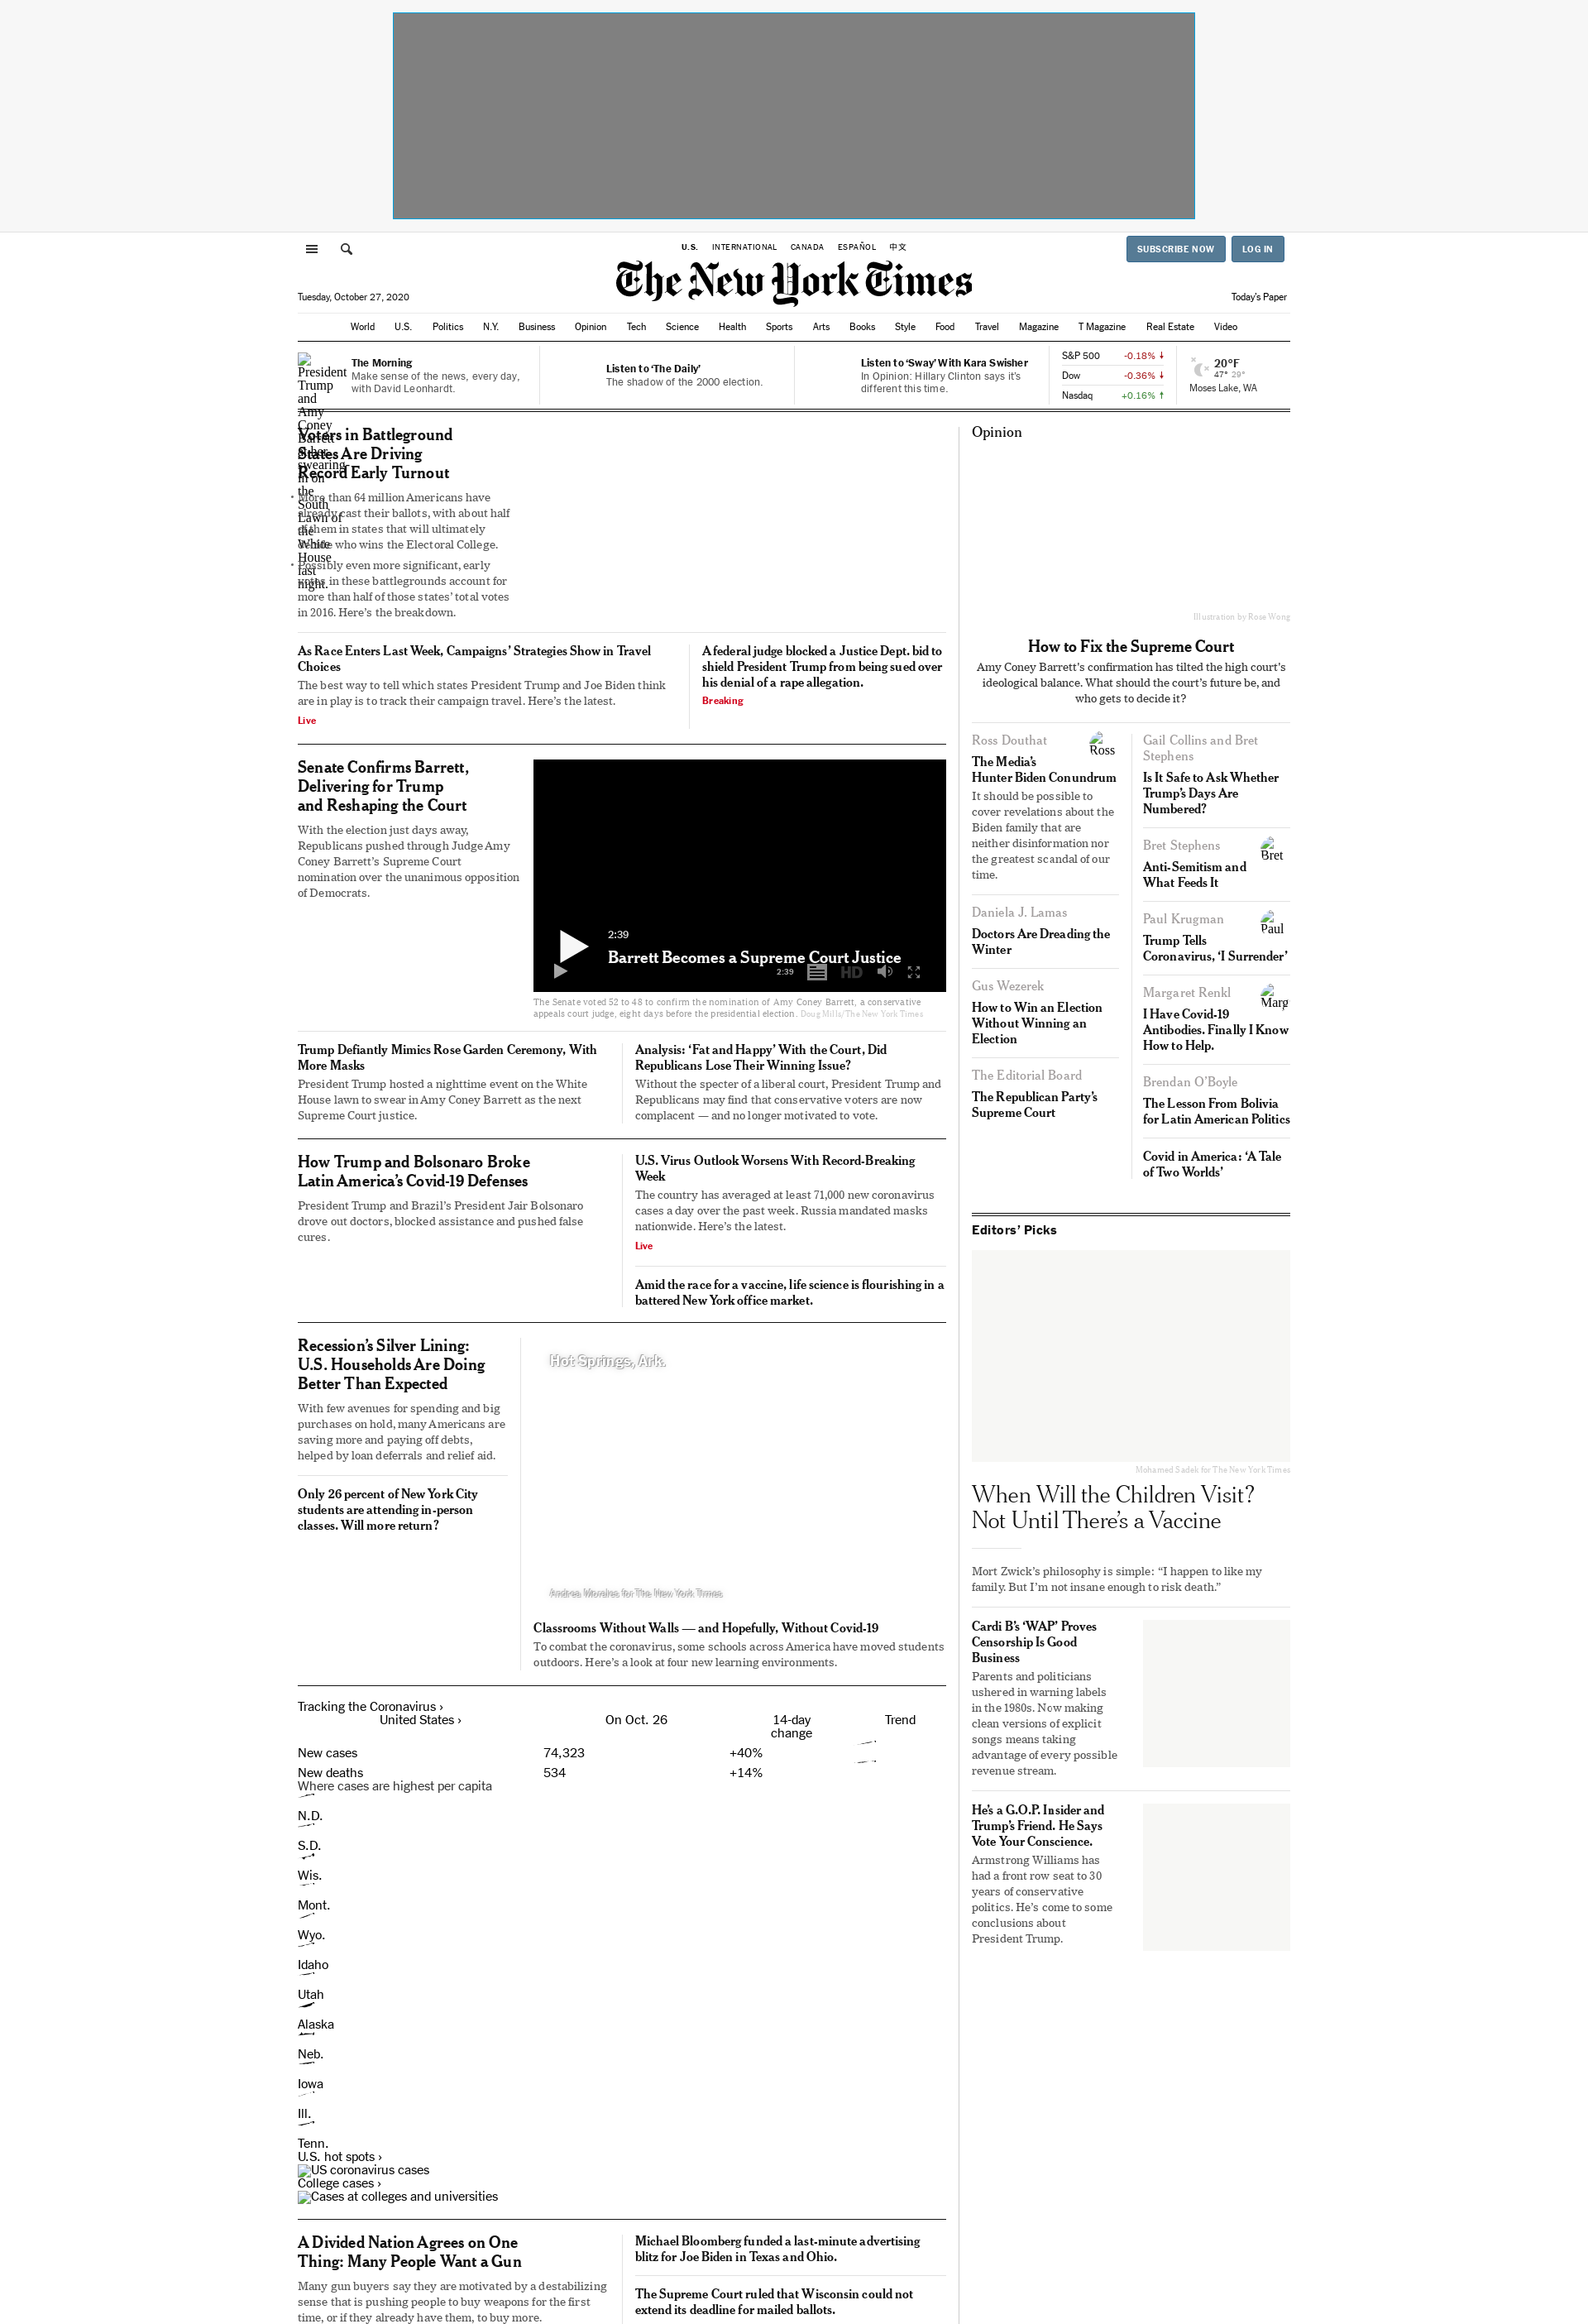 U.S. INTERNATIONAL CANADA ESPAÑOL 中文
SUBSCRIBE NOW LOG IN
The New York Times
Tuesday, October 27, 2020
Today's Paper
World U.S. Politics N.Y. Business Opinion Tech Science Health Sports Arts Books Style Food Travel Magazine T Magazine Real Estate Video
President
Trump
and
Amy
Coney
Barrett
at her
swearing-
in on
the
South
Lawn of
the
White
House
last
night.
The Morning
Make sense of the news, every day,
with David Leonhardt.
Listen to ‘The Daily’
The shadow of the 2000 election.
Listen to ‘Sway’ With Kara Swisher
In Opinion: Hillary Clinton says it's
different this time.
S&P 500 -0.18% ↓
Dow -0.36% ↓
Nasdaq +0.16% ↑
20°F
47° 29°
Moses Lake, WA
Voters in Battleground
States Are Driving
Record Early Turnout
• More than 64 million Americans have
already cast their ballots, with about half
of them in states that will ultimately
decide who wins the Electoral College.
• Possibly even more significant, early
votes in these battlegrounds account for
more than half of those states’ total votes
in 2016. Here’s the breakdown.
As Race Enters Last Week, Campaigns’ Strategies Show in Travel
Choices
The best way to tell which states President Trump and Joe Biden think
are in play is to track their campaign travel. Here’s the latest.
Live
A federal judge blocked a Justice Dept. bid to
shield President Trump from being sued over
his denial of a rape allegation.
Breaking
Senate Confirms Barrett,
Delivering for Trump
and Reshaping the Court
With the election just days away,
Republicans pushed through Judge Amy
Coney Barrett’s Supreme Court
nomination over the unanimous opposition
of Democrats.
2:39
Barrett Becomes a Supreme Court Justice
2:39 HD
The Senate voted 52 to 48 to confirm the nomination of Amy Coney Barrett, a conservative
appeals court judge, eight days before the presidential election. Doug Mills/The New York Times
Trump Defiantly Mimics Rose Garden Ceremony, With
More Masks
President Trump hosted a nighttime event on the White
House lawn to swear in Amy Coney Barrett as the next
Supreme Court justice.
Analysis: ‘Fat and Happy’ With the Court, Did
Republicans Lose Their Winning Issue?
Without the specter of a liberal court, President Trump and
Republicans may find that conservative voters are now
complacent — and no longer motivated to vote.
How Trump and Bolsonaro Broke
Latin America’s Covid-19 Defenses
President Trump and Brazil’s President Jair Bolsonaro
drove out doctors, blocked assistance and pushed false
cures.
U.S. Virus Outlook Worsens With Record-Breaking
Week
The country has averaged at least 71,000 new coronavirus
cases a day over the past week. Russia mandated masks
nationwide. Here’s the latest.
Live
Amid the race for a vaccine, life science is flourishing in a
battered New York office market.
Recession’s Silver Lining:
U.S. Households Are Doing
Better Than Expected
With few avenues for spending and big
purchases on hold, many Americans are
saving more and paying off debts,
helped by loan deferrals and relief aid.
Only 26 percent of New York City
students are attending in-person
classes. Will more return?
Hot Springs, Ark.
Andrea Morales for The New York Times
Classrooms Without Walls — and Hopefully, Without Covid-19
To combat the coronavirus, some schools across America have moved students
outdoors. Here’s a look at four new learning environments.
Tracking the Coronavirus ›
United States › On Oct. 26 14-day Trend
change
New cases 74,323 +40%
New deaths 534 +14%
Where cases are highest per capita
N.D.
S.D.
Wis.
Mont.
Wyo.
Idaho
Utah
Alaska
Neb.
Iowa
Ill.
Tenn.
U.S. hot spots ›
US coronavirus cases
College cases ›
Cases at colleges and universities
A Divided Nation Agrees on One
Thing: Many People Want a Gun
Many gun buyers say they are motivated by a destabilizing
sense that is pushing people to buy weapons for the first
time, or if they already have them, to buy more.
Michael Bloomberg funded a last-minute advertising
blitz for Joe Biden in Texas and Ohio.
The Supreme Court ruled that Wisconsin could not
extend its deadline for mailed ballots.
Opinion
Illustration by Rose Wong
How to Fix the Supreme Court
Amy Coney Barrett’s confirmation has tilted the high court’s
ideological balance. What should the court’s future be, and
who gets to decide it?
Ross Douthat
Ross
The Media’s
Hunter Biden Conundrum
It should be possible to
cover revelations about the
Biden family that are
neither disinformation nor
the greatest scandal of our
time.
Daniela J. Lamas
Doctors Are Dreading the
Winter
Gus Wezerek
How to Win an Election
Without Winning an
Election
The Editorial Board
The Republican Party’s
Supreme Court
Gail Collins and Bret
Stephens
Is It Safe to Ask Whether
Trump’s Days Are
Numbered?
Bret Stephens
Bret
Anti-Semitism and
What Feeds It
Paul Krugman
Paul
Trump Tells
Coronavirus, ‘I Surrender’
Margaret Renkl
Marg
I Have Covid-19
Antibodies. Finally I Know
How to Help.
Brendan O’Boyle
The Lesson From Bolivia
for Latin American Politics
Covid in America: ‘A Tale
of Two Worlds’
Editors’ Picks
Mohamed Sadek for The New York Times
When Will the Children Visit?
Not Until There’s a Vaccine
Mort Zwick’s philosophy is simple: “I happen to like my
family. But I’m not insane enough to risk death.”
Cardi B’s ‘WAP’ Proves
Censorship Is Good
Business
Parents and politicians
ushered in warning labels
in the 1980s. Now making
clean versions of explicit
songs means taking
advantage of every possible
revenue stream.
He’s a G.O.P. Insider and
Trump’s Friend. He Says
Vote Your Conscience.
Armstrong Williams has
had a front row seat to 30
years of conservative
politics. He’s come to some
conclusions about
President Trump.